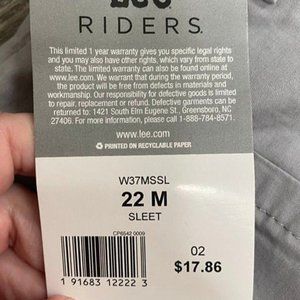 Lee
RIDERS.
This limited 1 year warranty gives you specific legal rights
and you may also have other rights, which vary from state to
state. The limited warranty can also be found online at
www.lee.com. We warrant that during the warranty period,
the product will be free from defects in materials and
workmanship. Our responsibility for defective goods is limited
to repair, replacement or refund. Defective garments can be
returned to: 1421 South Elm Eugene St., Greensboro, NC
27406. For more information, please call 1-888-784-8571.
www.lee.com
PRINTED ON RECYCLABLE PAPER
W37MSSL
22 M
SLEET
CP6542 0009
1 91683 12222 3
02
$17.86